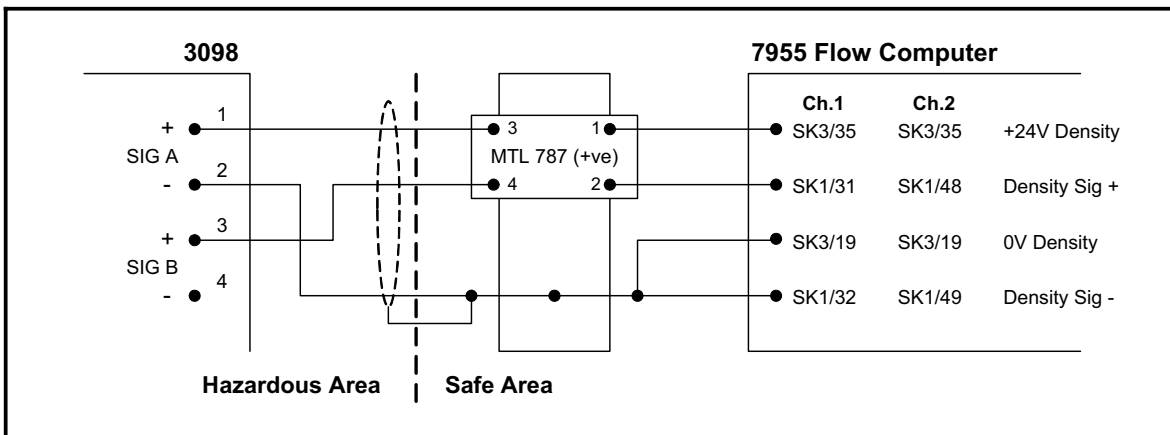 3098
7955 Flow Computer
Ch.1 Ch.2
+ 1 3 1 SK3/35 SK3/35 +24V Density
SIG A MTL 787 (+ve)
- 2 4 2 SK1/31 SK1/48 Density Sig +
+ 3 SK3/19 SK3/19 0V Density
SIG B
- 4 SK1/32 SK1/49 Density Sig -
Hazardous Area Safe Area